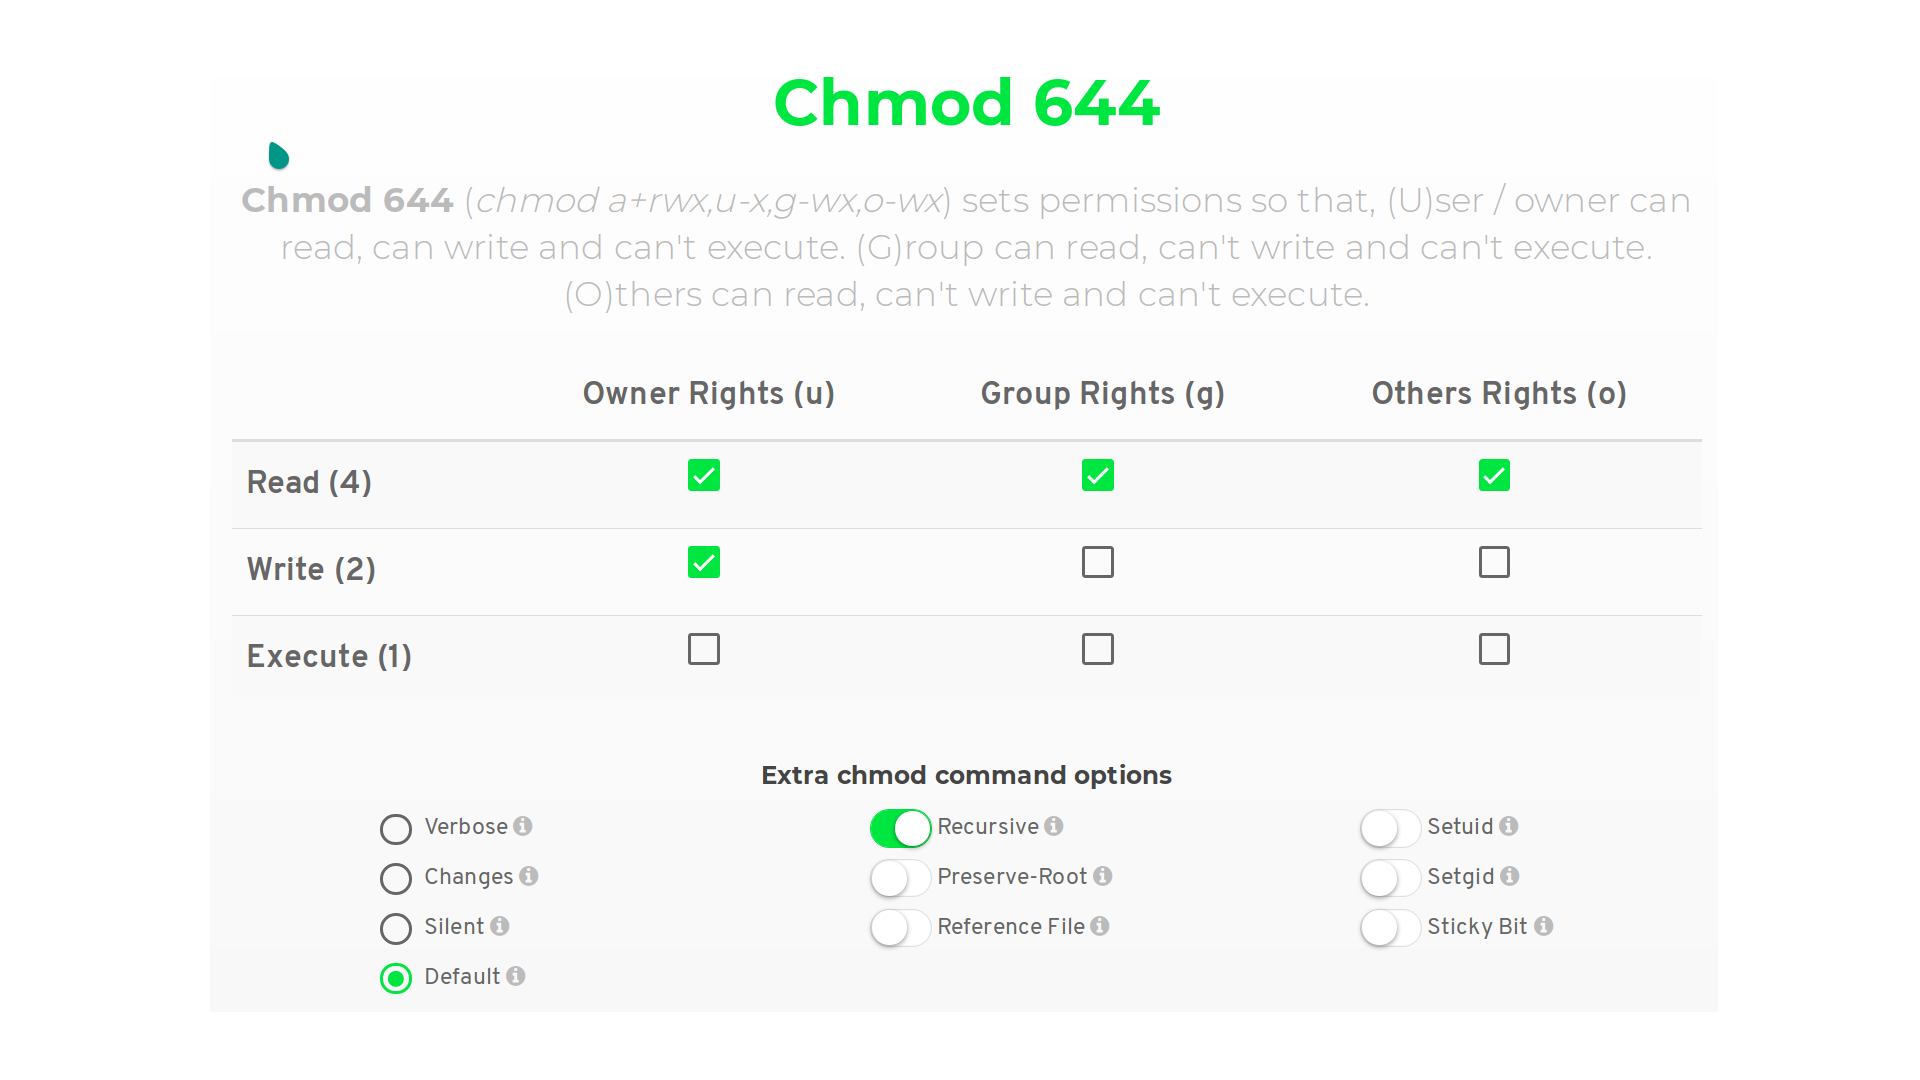 Chmod 644
Chmod 644 (chmod a+rwx,u-x,g-wx,o-wx) sets permissions so that, (U)ser / owner can
read, can write and can't execute. (G)roup can read, can't write and can't execute.
(O)thers can read, can't write and can't execute.
Owner Rights (u) Group Rights (g) Others Rights (o)
Read (4)
Write (2)
Execute (1)
Extra chmod command options
Verbose Recursive Setuid
Changes Preserve-Root Setgid
Silent Reference File Sticky Bit
Default